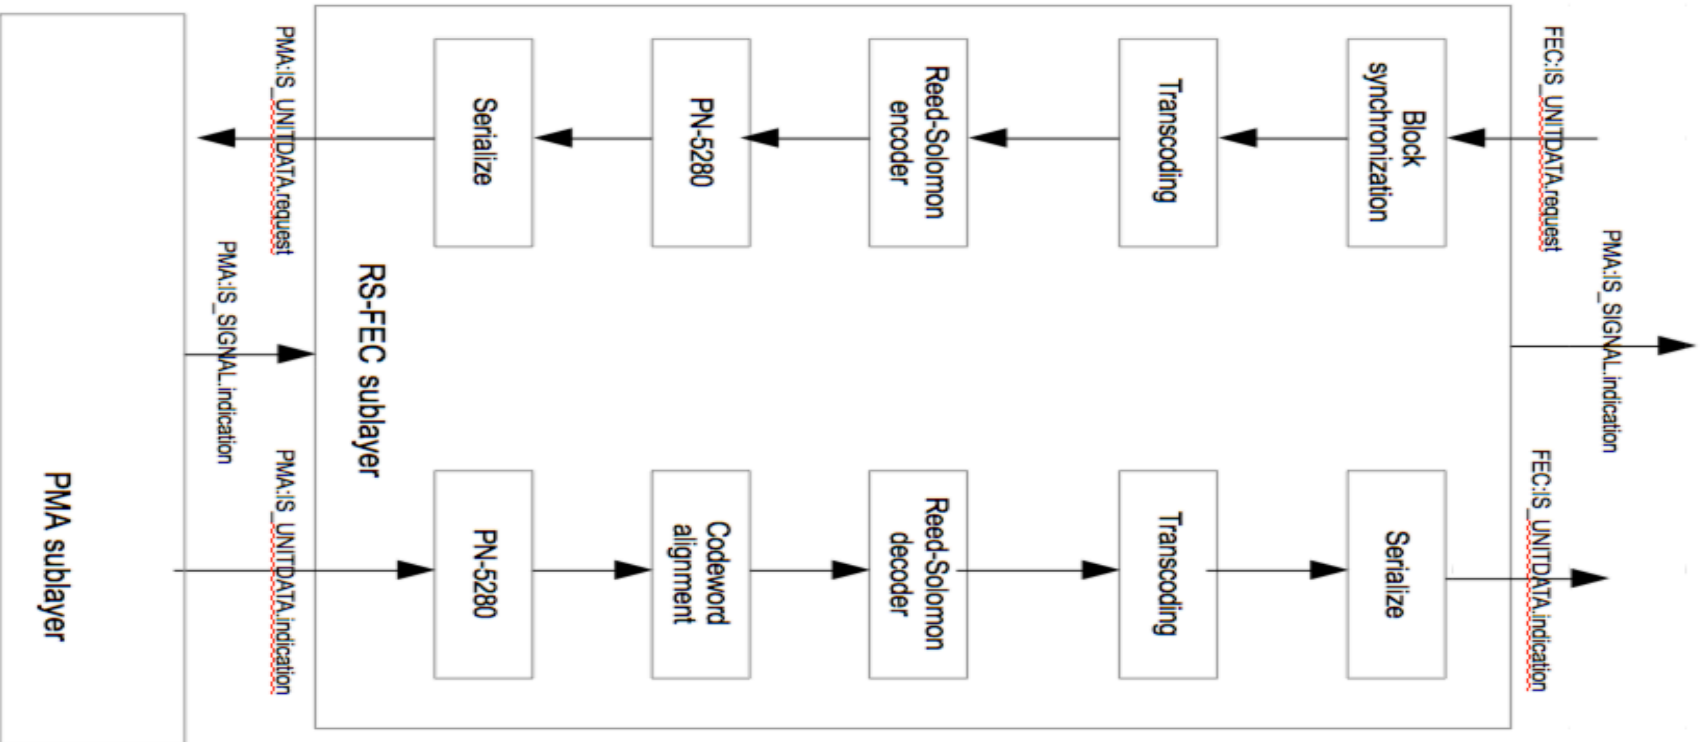 FEC:IS_UNITDATA.request
PMA:IS_SIGNAL.indication
FEC:IS_UNITDATA.indication
Block
synchronization
Serialize
Transcoding
Transcoding
Reed-Solomon
encoder
Reed-Solomon
decoder
PN-5280
Codeword
alignment
Serialize
PN-5280
RS-FEC sublayer
PMA:IS_UNITDATA.request
PMA:IS_SIGNAL.indication
PMA:IS_UNITDATA.indication
PMA sublayer